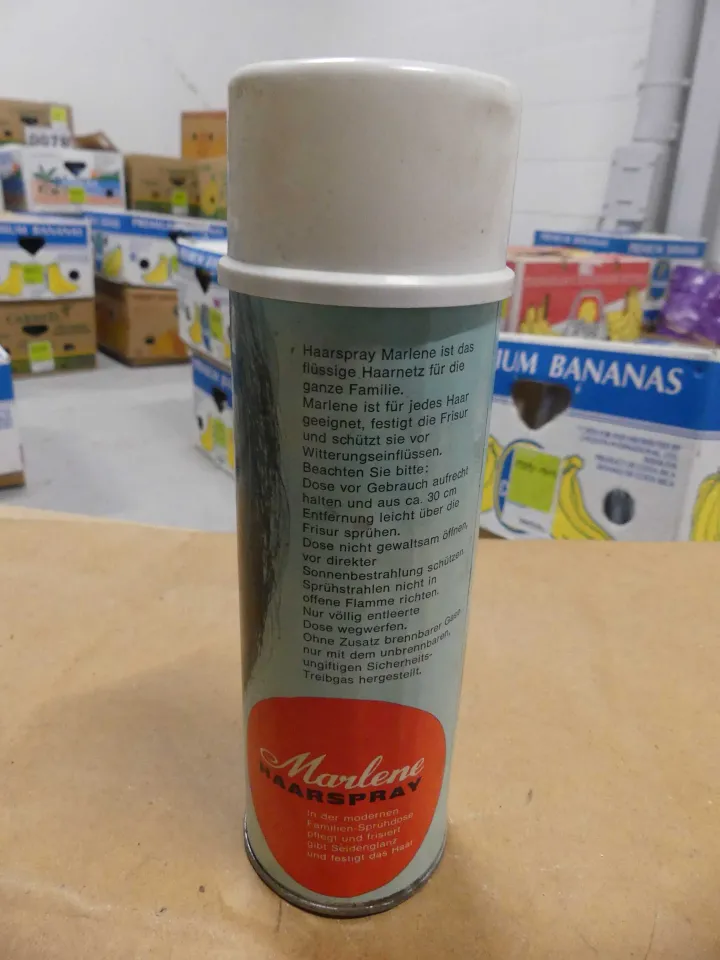 Haarspray Marlene ist das
flüssige Haarnetz für die
ganze Familie.
Marlene ist für jedes Haar
geeignet, festigt die Frisur
und schützt sie vor
Witterungseinflüssen.
Beachten Sie bitte:
Dose vor Gebrauch aufrecht
halten und aus ca. 30 cm
Entfernung leicht über die
Frisur sprühen.
Dose nicht gewaltsam öffnen,
vor direkter
Sonnenbestrahlung schützen.
Sprühstrahlen nicht in
offene Flamme richten.
Nur völlig entleerte
Dose wegwerfen.
Ohne Zusatz brennbarer Gase
nur mit dem unbrennbaren,
ungiftigen Sicherheits-
Treibgas hergestellt.
Marlene
HAARSPRAY
In der modernen
Familien-Sprühdose
pflegt und frisiert
gibt Seidenglanz
und festigt das Haar
UM BANANAS
IUM BANANAS
PREMIUM